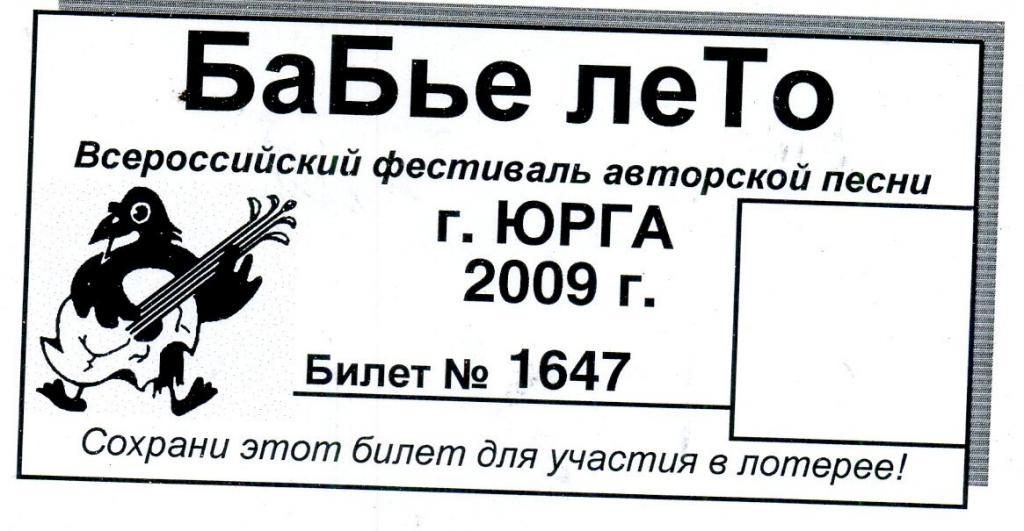 БаБье леТо
Всероссийский фестиваль авторской песни
г. ЮРГА
2009 г.
Билет № 1647
Сохрани этот билет для участия в лотерее!